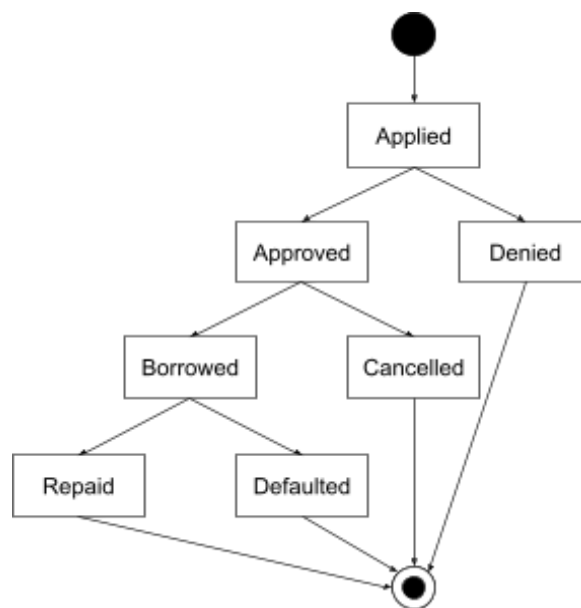 Applied
Approved
Denied
Borrowed
Cancelled
Repaid
Defaulted